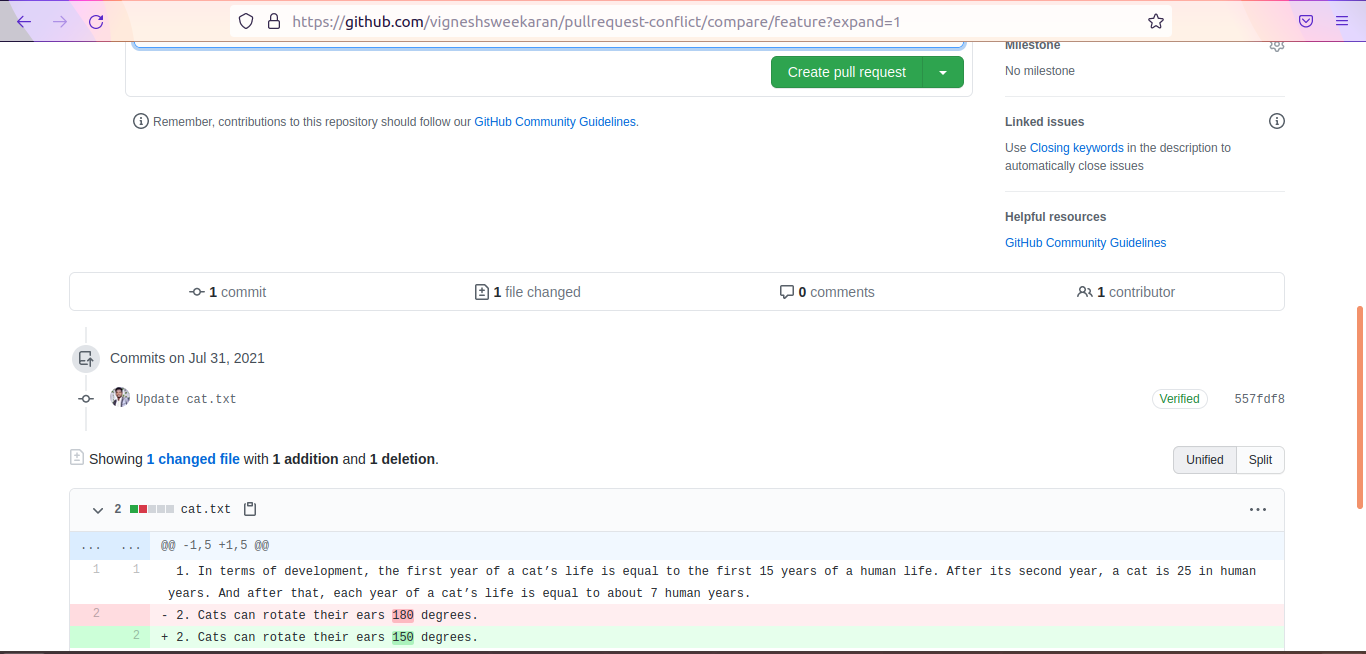 https://github.com/vigneshsweekaran/pullrequest-conflict/compare/feature?expand=1
Milestone
Create pull request
No milestone
Remember, contributions to this repository should follow our GitHub Community Guidelines.
Linked issues
Use Closing keywords in the description to
automatically close issues
Helpful resources
GitHub Community Guidelines
1 commit
1 file changed
0 comments
1 contributor
Commits on Jul 31, 2021
Update cat.txt
Verified
557fdf8
Showing 1 changed file with 1 addition and 1 deletion.
Unified
Split
2 cat.txt
... ... @@ -1,5 +1,5 @@
1 1 1. In terms of development, the first year of a cat’s life is equal to the first 15 years of a human life. After its second year, a cat is 25 in human
years. And after that, each year of a cat’s life is equal to about 7 human years.
2 - 2. Cats can rotate their ears 180 degrees.
2 + 2. Cats can rotate their ears 150 degrees.